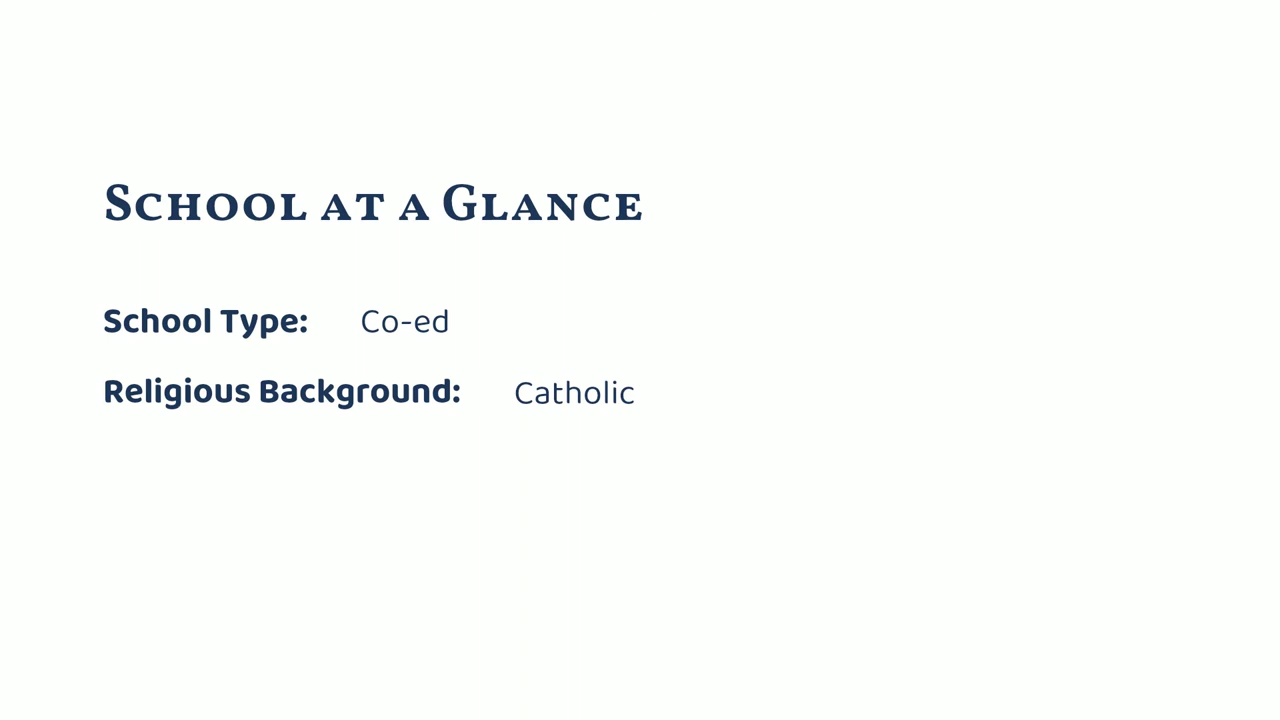 School at a Glance
School Type: Co-ed
Religious Background: Catholic